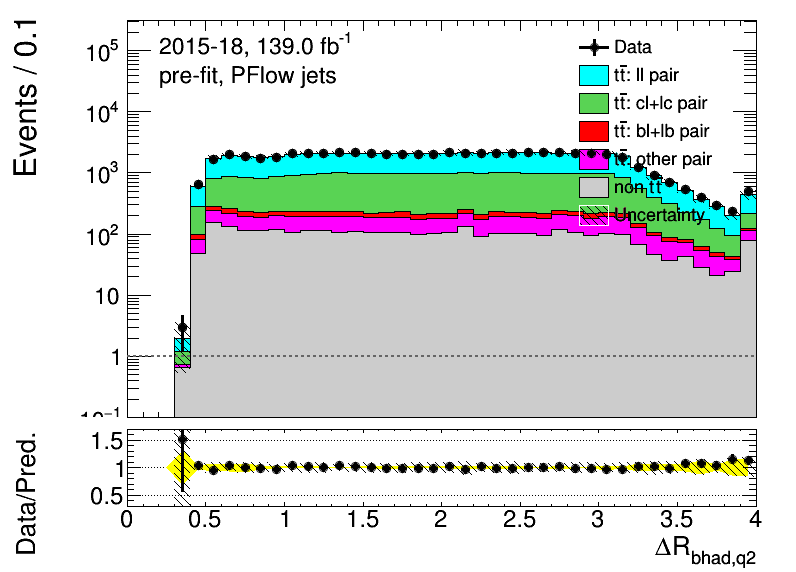 Events / 0.1
10⁵
10⁴
10³
10²
10
1
10⁻¹
2015-18, 139.0 fb⁻¹
pre-fit, PFlow jets
Data
tt̄: ll pair
tt̄: cl+lc pair
tt̄: bl+lb pair
tt̄: other pair
non tt̄
Uncertainty
Data/Pred.
1.5
1
0.5
0 0.5 1 1.5 2 2.5 3 3.5 4
ΔR_bhad,q2